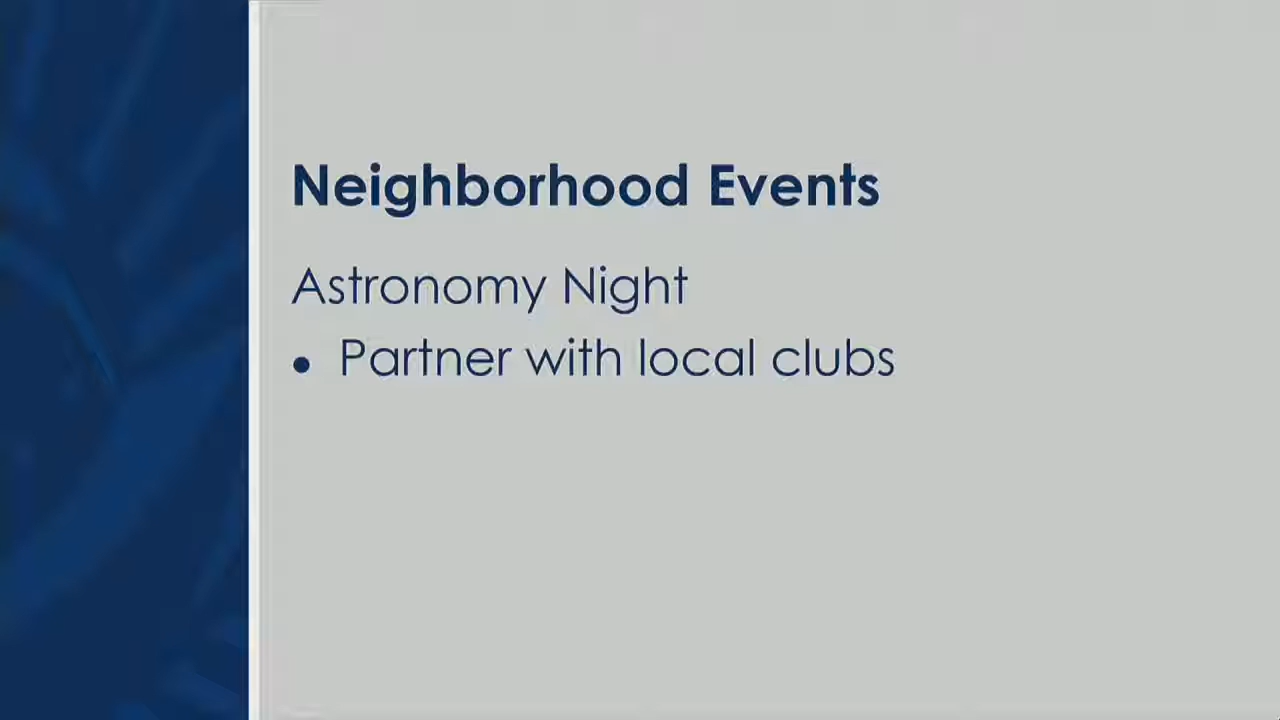 Neighborhood Events
Astronomy Night
• Partner with local clubs